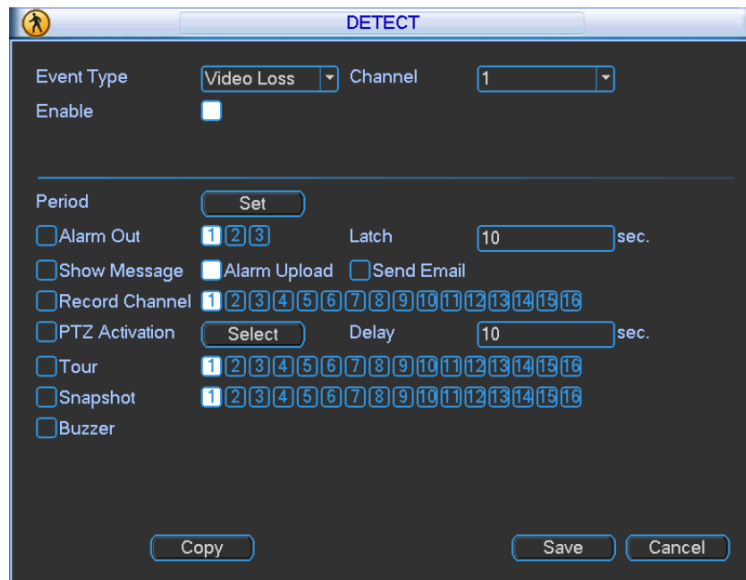 DETECT
Event Type Video Loss Channel 1
Enable
Period Set
Alarm Out 1 2 3 Latch 10 sec.
Show Message Alarm Upload Send Email
Record Channel 1 2 3 4 5 6 7 8 9 10 11 12 13 14 15 16
PTZ Activation Select Delay 10 sec.
Tour 1 2 3 4 5 6 7 8 9 10 11 12 13 14 15 16
Snapshot 1 2 3 4 5 6 7 8 9 10 11 12 13 14 15 16
Buzzer
Copy Save Cancel